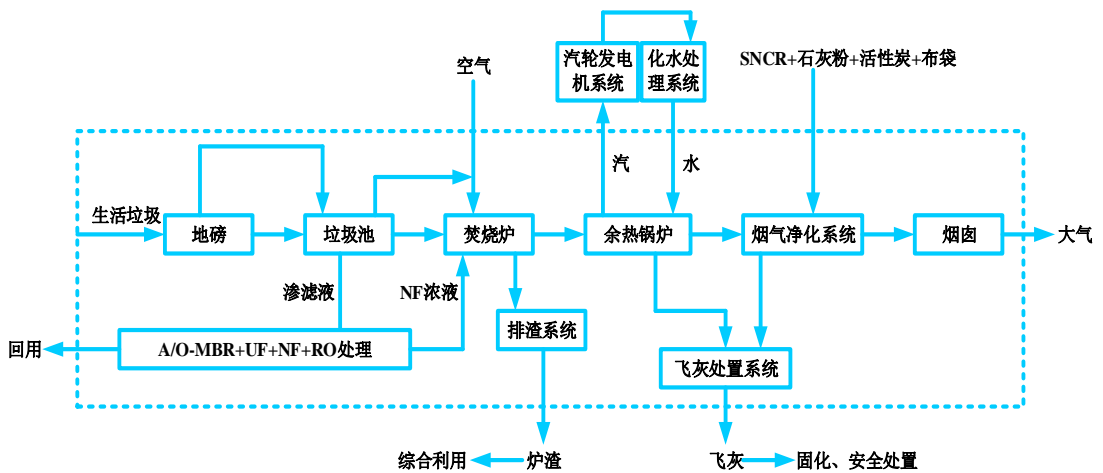 汽轮发电
机系统
化水处
理系统
空气
SNCR+石灰粉+活性炭+布袋
汽
水
生活垃圾
地磅
垃圾池
焚烧炉
余热锅炉
烟气净化系统
烟囱
大气
渗滤液
NF浓液
排渣系统
回用
A/O-MBR+UF+NF+RO处理
飞灰处置系统
综合利用
炉渣
飞灰
固化、安全处置